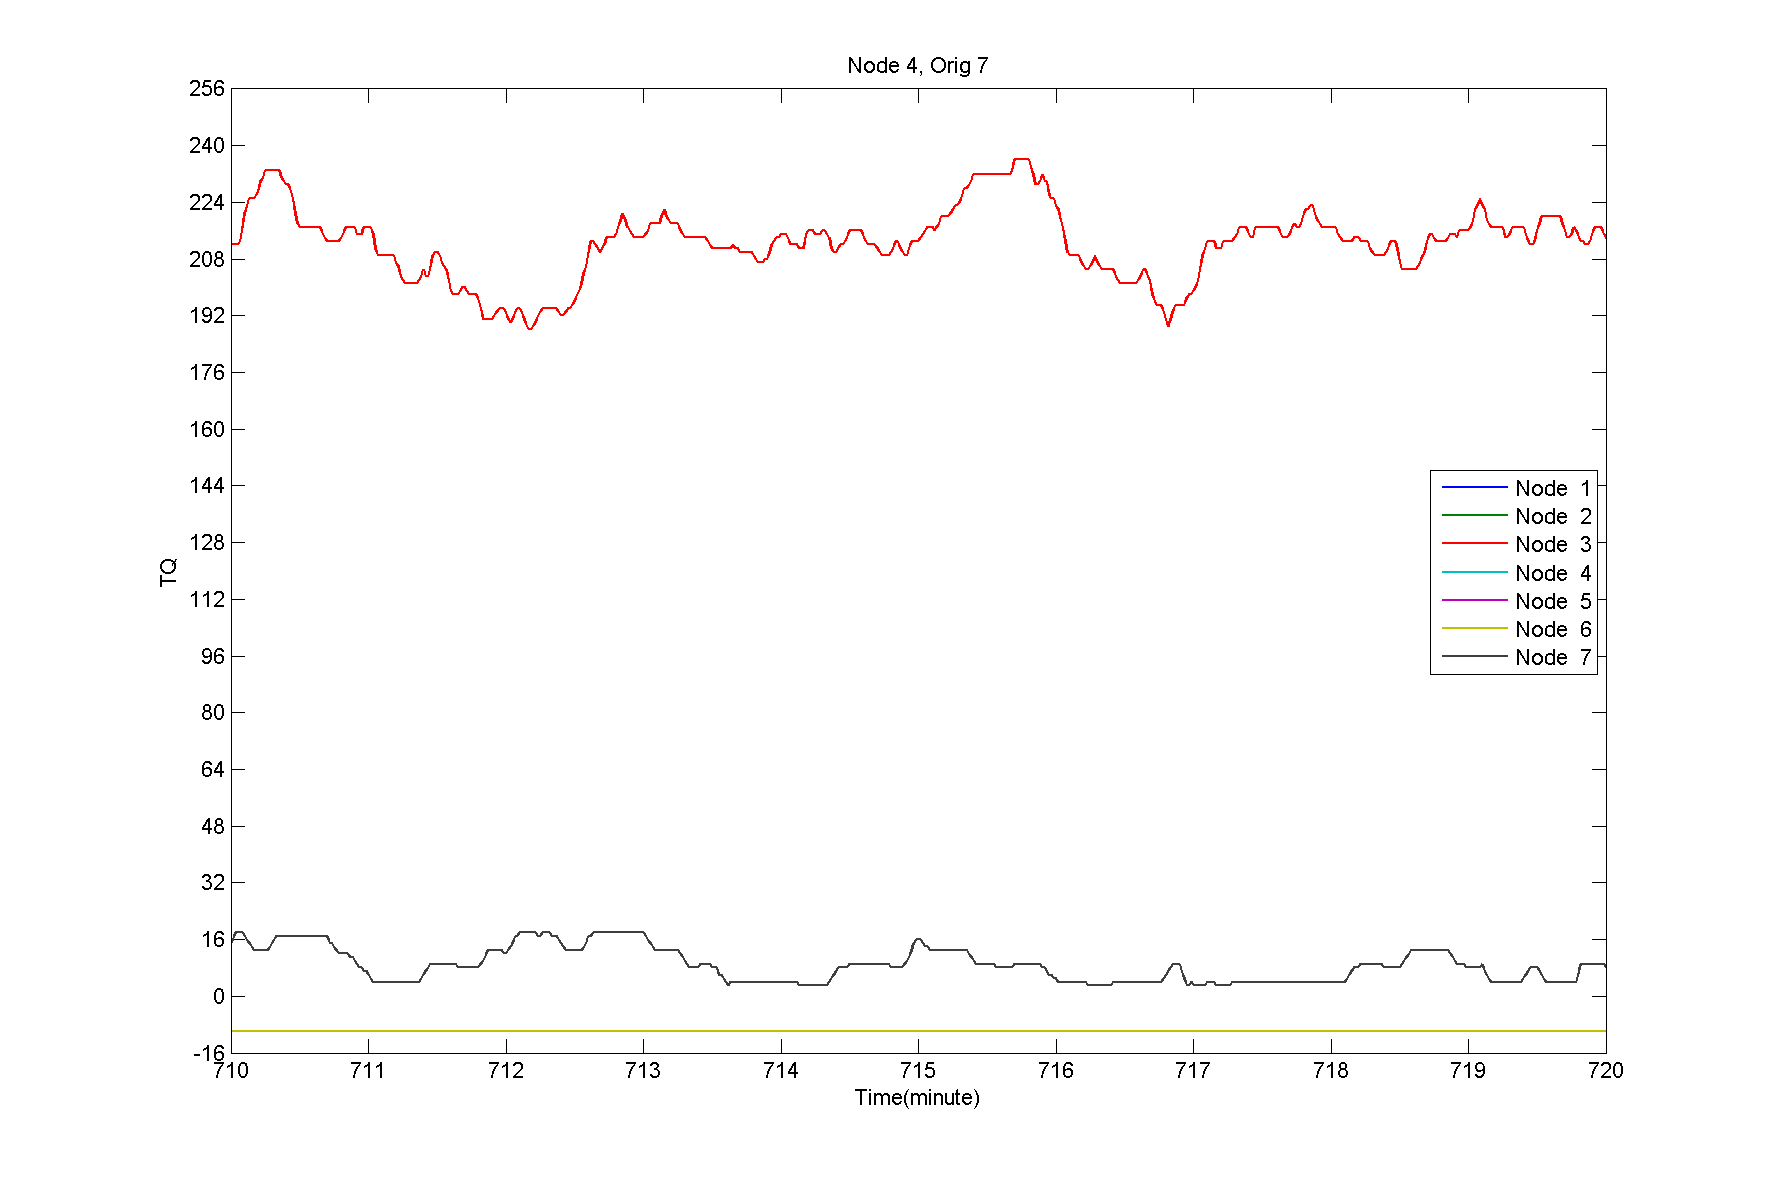 Node 4, Orig 7
256
240
224
208
192
176
160
144
128
112
96
80
64
48
32
16
0
-16
TQ
Node 1
Node 2
Node 3
Node 4
Node 5
Node 6
Node 7
710 711 712 713 714 715 716 717 718 719 720
Time(minute)